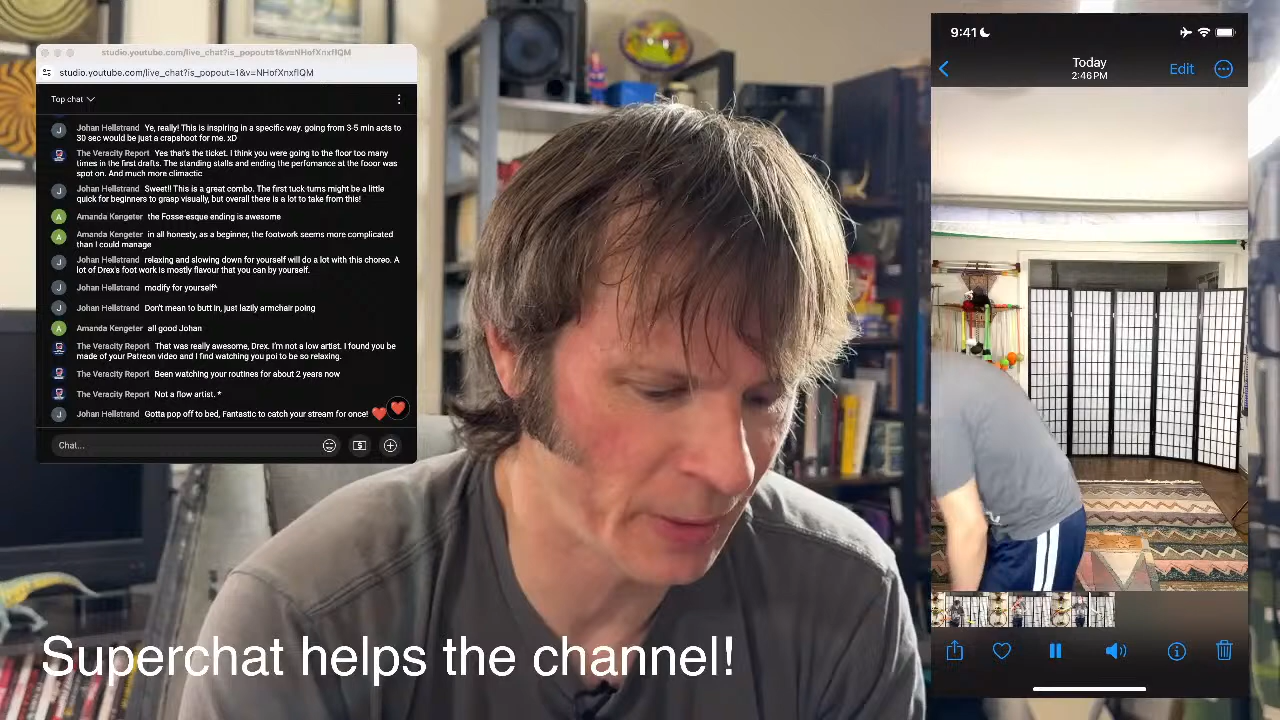 studio.youtube.com/live_chat?is_popout=1&v=NHofXnxfIQM
studio.youtube.com/live_chat?is_popout=1&v=NHofXnxfIQM
Top chat
Johan Hellstrand Ye, really! This is inspiring in a specific way. going from 3-5 min acts to
30 sec would be just a crapshoot for me. xD
The Veracity Report Yes that's the ticket. I think you were going to the floor too many
times in the first drafts. The standing stalls and ending the perfomance at the fooor was
spot on. And much more climactic
Johan Hellstrand Sweet!! This is a great combo. The first tuck turns might be a little
quick for beginners to grasp visually, but overall there is a lot to take from this!
Amanda Kengeter the Fosse-esque ending is awesome
Amanda Kengeter in all honesty, as a beginner, the footwork seems more complicated
than I could manage
Johan Hellstrand relaxing and slowing down for yourself will do a lot with this choreo. A
lot of Drex's foot work is mostly flavour that you can by yourself.
Johan Hellstrand modify for yourself^
Johan Hellstrand Don't mean to butt in, just lazily armchair poing
Amanda Kengeter all good Johan
The Veracity Report That was really awesome, Drex. I'm not a low artist. I found you be
made of your Patreon video and I find watching you pol be so relaxing.
The Veracity Report Been watching your routines for about 2 years now
The Veracity Report Not a flow artist. *
Johan Hellstrand Gotta pop off to bed, Fantastic to catch your stream for once! ❤️
Chat...
9:41
Today
2:46 PM
Edit
Superchat helps the channel!